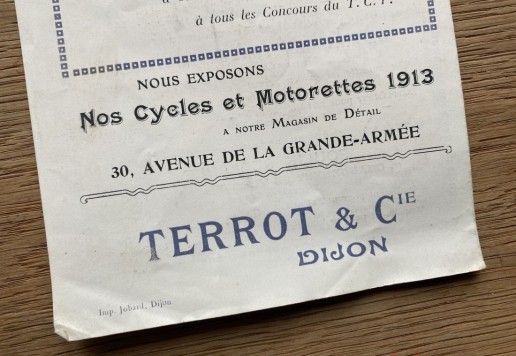 à tous les Concours du T. C. F.
NOUS EXPOSONS
Nos Cycles et Motorettes 1913
A NOTRE MAGASIN DE DÉTAIL
30, AVENUE DE LA GRANDE-ARMÉE
TERROT & CIE
DIJON
Imp. Jobard, Dijon